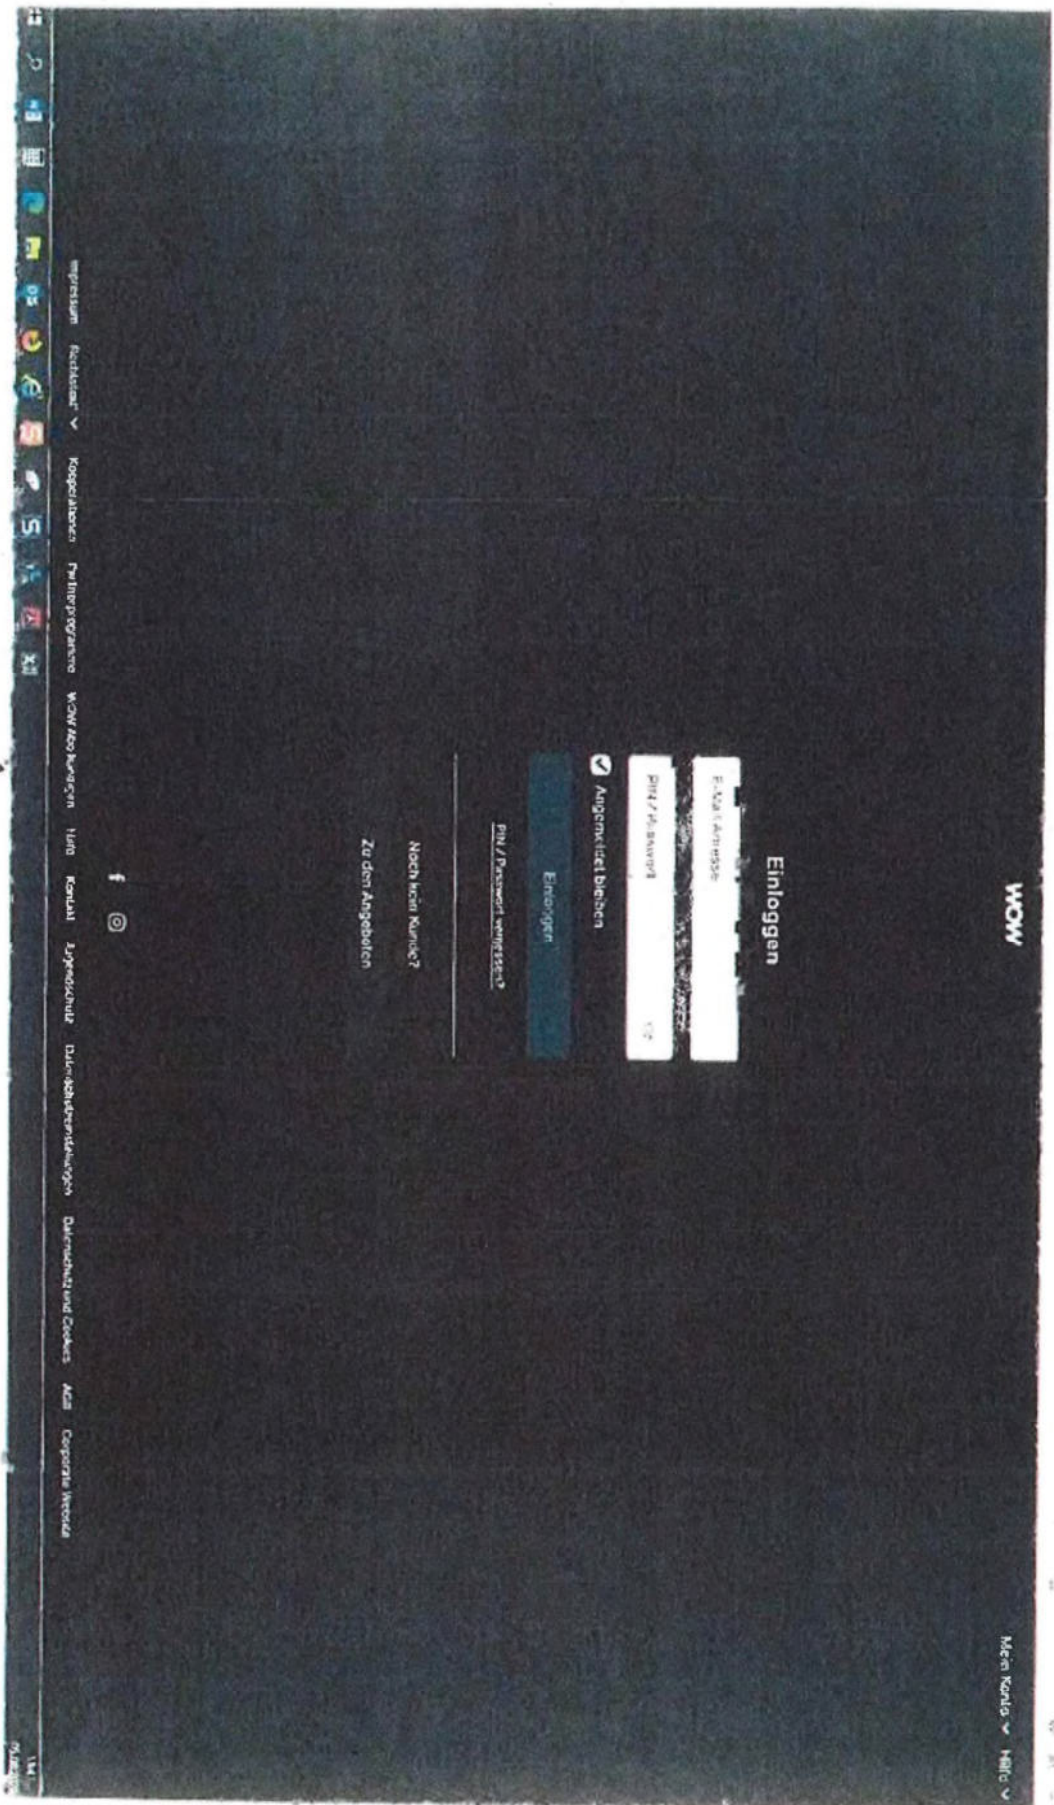 WOW
Mein Konto Hilfe
Einloggen
E-Mail-Adresse
PIN / Passwort
Angemeldet bleiben
Einloggen
PIN / Passwort vergessen?
Noch kein Kunde?
Zu den Angeboten
Impressum Kooperationen Partnerprogramme WOW Abo kündigen Hilfe Kontakt Jugendschutz Datenschutzeinstellungen Datenschutz und Cookies AGB Corporate Website